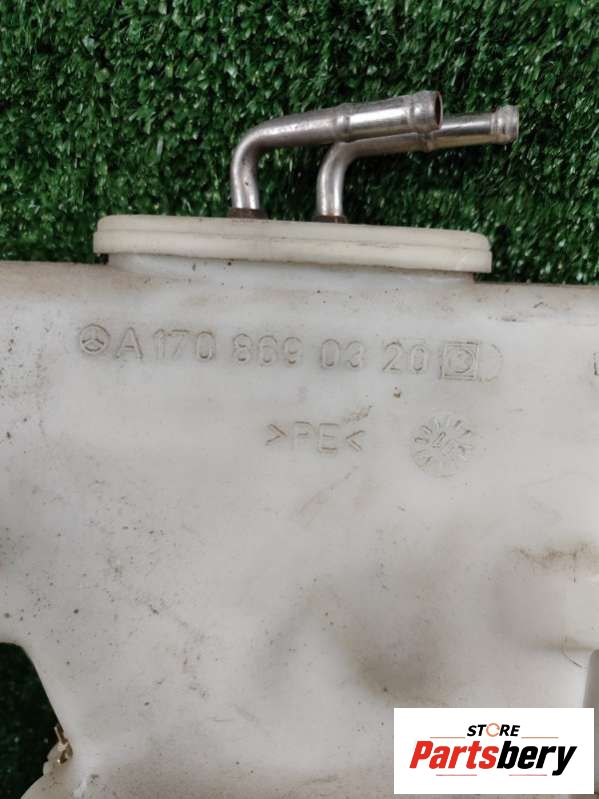 A 170 869 03 20
>PE<
STORE
Partsbery